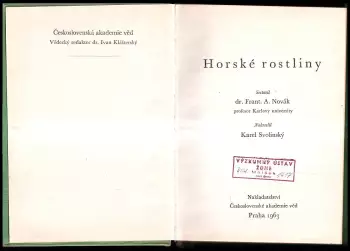 Československá akademie věd
Vědecký redaktor dr. Ivan Klášterský
Horské rostliny
Sestavil
dr. Frant. A. Novák
profesor Karlovy university
Nakreslil
Karel Svolinský
VÝZKUMNÝ ÚSTAV
Nakladatelství
Československé akademie věd
Praha 1963